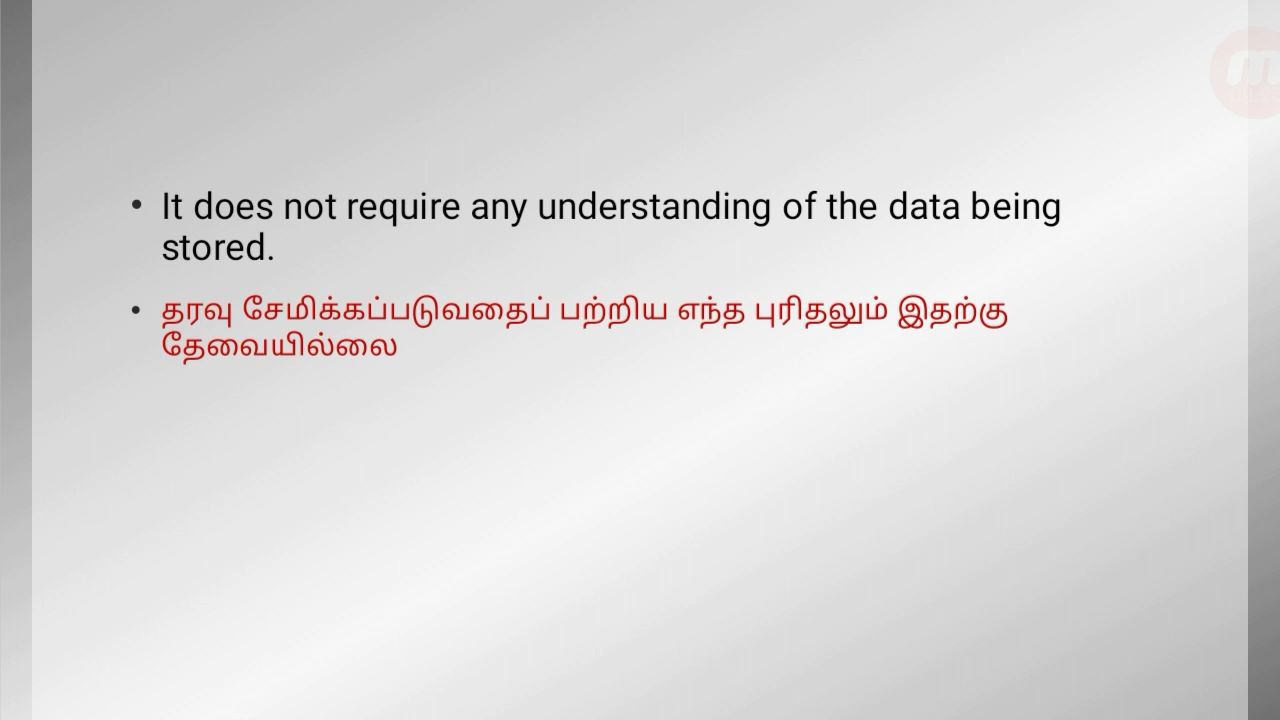 • It does not require any understanding of the data being
stored.
• தரவு சேமிக்கப்படுவதைப் பற்றிய எந்த புரிதலும் இதற்கு
தேவையில்லை